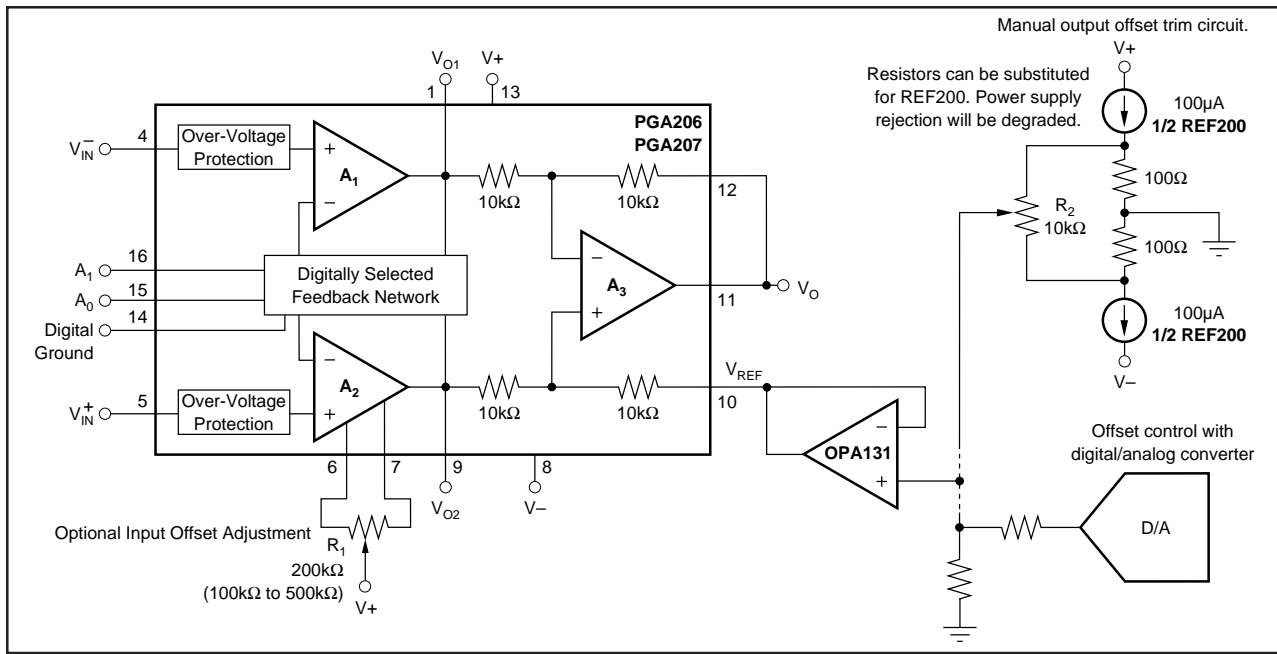 Manual output offset trim circuit.
V+
Resistors can be substituted
for REF200. Power supply
rejection will be degraded.
100µA
1/2 REF200
100Ω
R2
10kΩ
100Ω
100µA
1/2 REF200
V–
VO1
V+
1
13
PGA206
PGA207
4
VIN–
Over-Voltage
Protection
+
A1
–
10kΩ
10kΩ
12
16
A1
15
A0
14
Digital
Ground
Digitally Selected
Feedback Network
–
A3
+
11
VO
–
A2
+
5
VIN+
Over-Voltage
Protection
10kΩ
10kΩ
VREF
10
–
OPA131
+
6
7
9
8
VO2
V–
Optional Input Offset Adjustment
R1
200kΩ
(100kΩ to 500kΩ)
V+
Offset control with
digital/analog converter
D/A